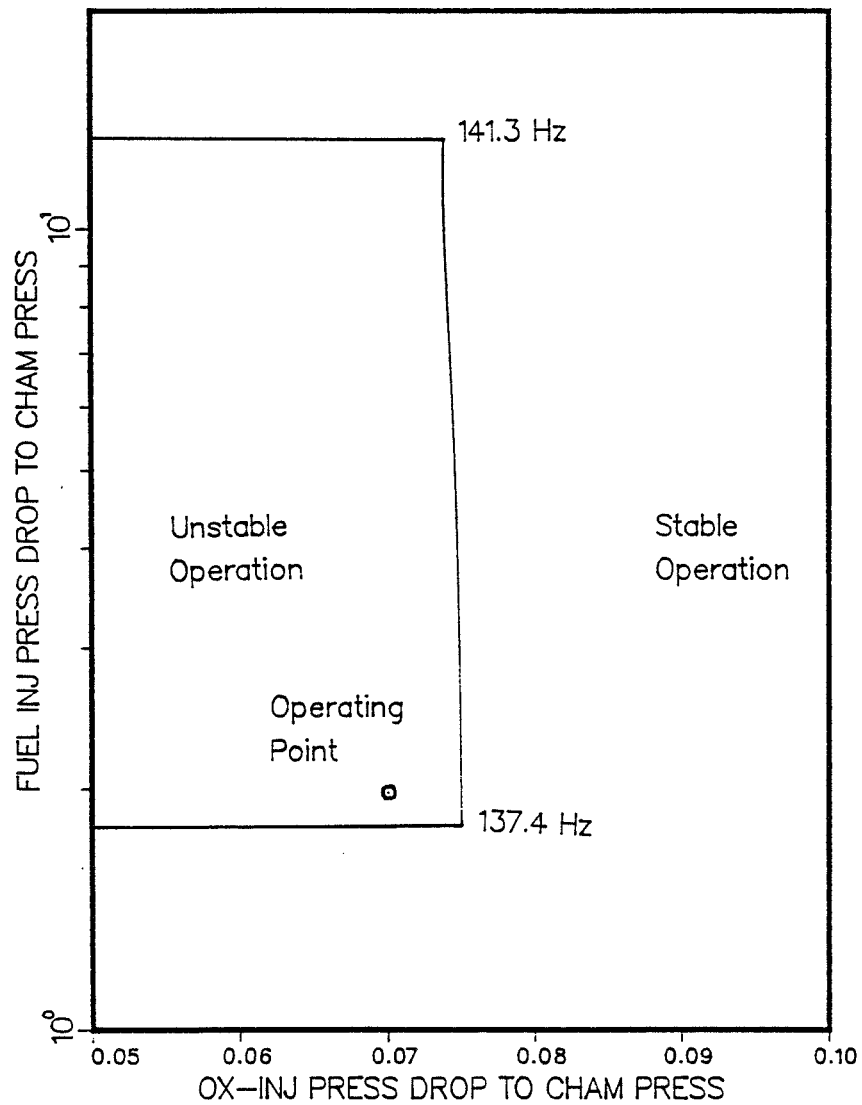 141.3 Hz
10¹
FUEL INJ PRESS DROP TO CHAM PRESS
Unstable
Operation
Stable
Operation
Operating
Point
137.4 Hz
10⁰
0.05 0.06 0.07 0.08 0.09 0.10
OX-INJ PRESS DROP TO CHAM PRESS